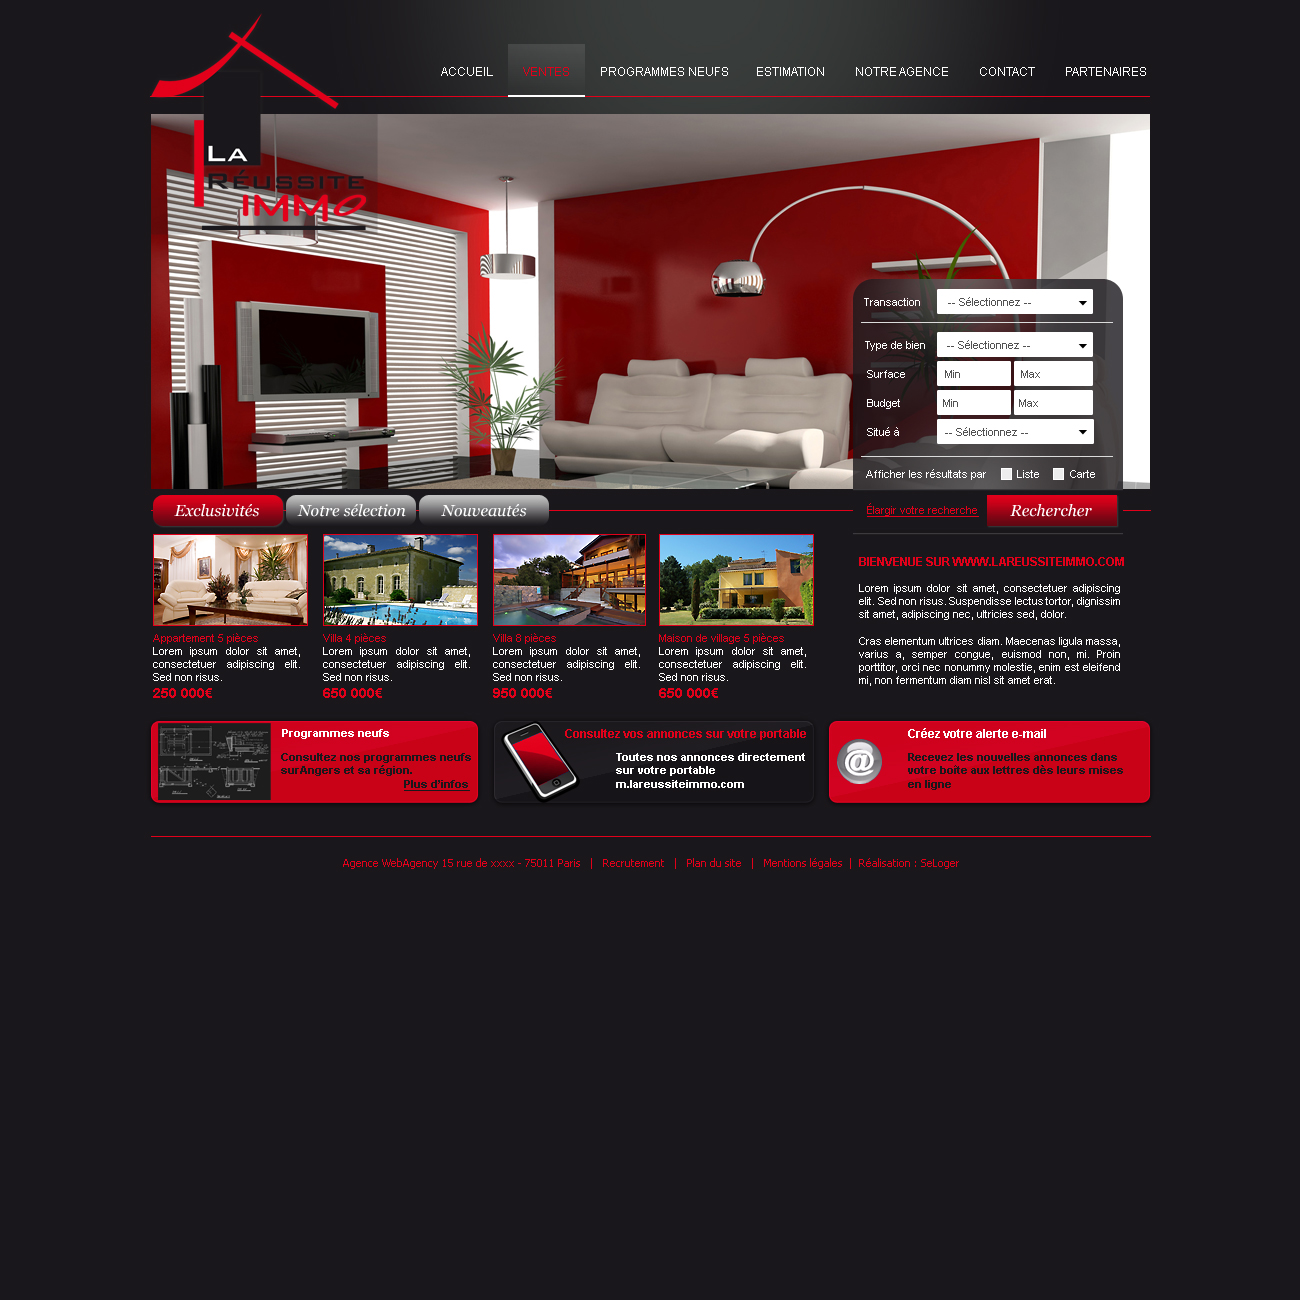 ACCUEIL VENTES PROGRAMMES NEUFS ESTIMATION NOTRE AGENCE CONTACT PARTENAIRES
LA
RÉUSSITE
IMMO
Transaction -- Sélectionnez --
Type de bien -- Sélectionnez --
Surface Min Max
Budget Min Max
Situé à -- Sélectionnez --
Afficher les résultats par Liste Carte
Élargir votre recherche Rechercher
Exclusivités Notre sélection Nouveautés
Appartement 5 pièces
Lorem ipsum dolor sit amet,
consectetuer adipiscing elit.
Sed non risus.
250 000€
Villa 4 pièces
Lorem ipsum dolor sit amet,
consectetuer adipiscing elit.
Sed non risus.
650 000€
Villa 8 pièces
Lorem ipsum dolor sit amet,
consectetuer adipiscing elit.
Sed non risus.
950 000€
Maison de village 5 pièces
Lorem ipsum dolor sit amet,
consectetuer adipiscing elit.
Sed non risus.
650 000€
BIENVENUE SUR WWW.LAREUSSITEIMMO.COM
Lorem ipsum dolor sit amet, consectetuer adipiscing
elit. Sed non risus. Suspendisse lectus tortor, dignissim
sit amet, adipiscing nec, ultricies sed, dolor.
Cras elementum ultrices diam. Maecenas ligula massa,
varius a, semper congue, euismod non, mi. Proin
porttitor, orci nec nonummy molestie, enim est eleifend
mi, non fermentum diam nisl sit amet erat.
Programmes neufs
Consultez nos programmes neufs
surAngers et sa région.
Plus d'infos
Consultez vos annonces sur votre portable
Toutes nos annonces directement
sur votre portable
m.lareussiteimmo.com
@
Créez votre alerte e-mail
Recevez les nouvelles annonces dans
votre boîte aux lettres dès leurs mises
en ligne
Agence WebAgency 15 rue de xxxx - 75011 Paris | Recrutement | Plan du site | Mentions légales | Réalisation : SeLoger